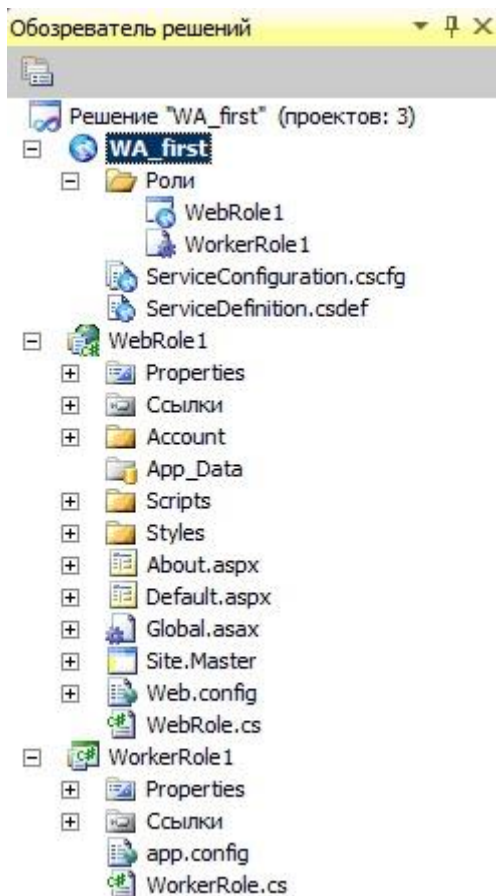 Обозреватель решений
Решение "WA_first" (проектов: 3)
WA_first
Роли
WebRole1
WorkerRole1
ServiceConfiguration.cscfg
ServiceDefinition.csdef
WebRole1
Properties
Ссылки
Account
App_Data
Scripts
Styles
About.aspx
Default.aspx
Global.asax
Site.Master
Web.config
WebRole.cs
WorkerRole1
Properties
Ссылки
app.config
WorkerRole.cs